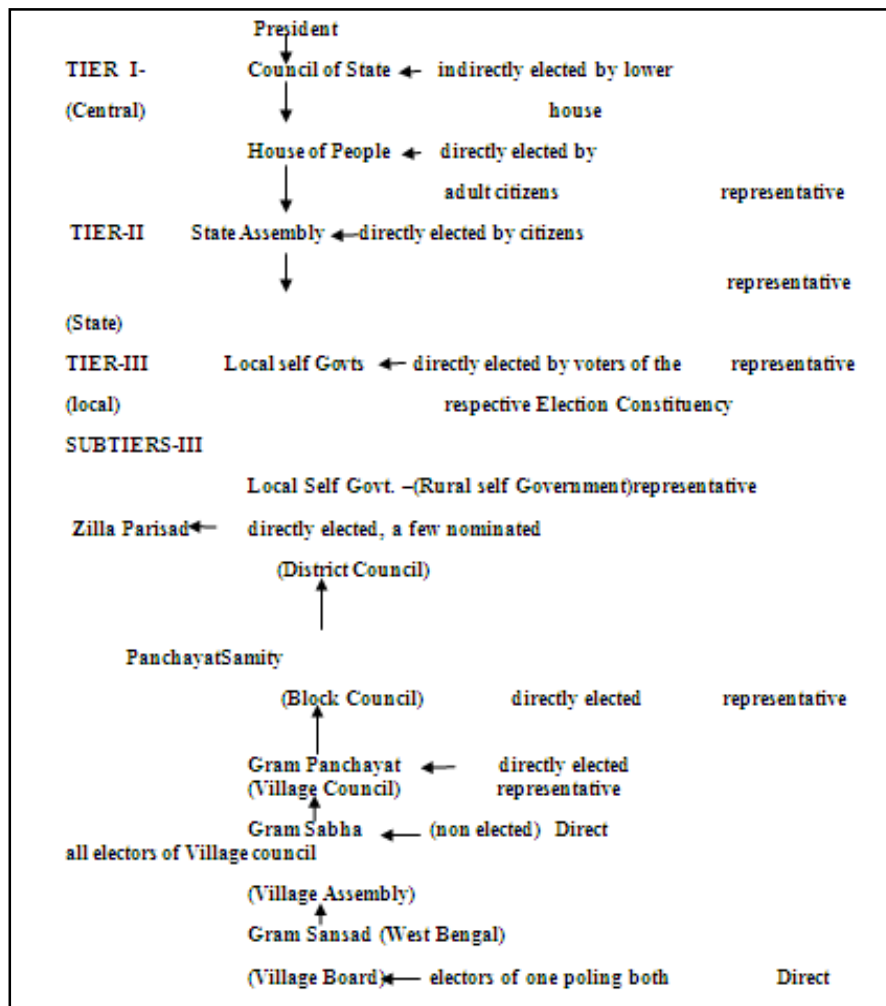 President
TIER I- Council of State indirectly elected by lower
(Central) house
House of People directly elected by
adult citizens representative
TIER-II State Assembly directly elected by citizens
representative
(State)
TIER-III Local self Govts directly elected by voters of the representative
(local) respective Election Constituency
SUBTIERS-III
Local Self Govt. –(Rural self Government)representative
Zilla Parisad directly elected, a few nominated
(District Council)
PanchayatSamity
(Block Council) directly elected representative
Gram Panchayat directly elected
(Village Council) representative
Gram Sabha (non elected) Direct
all electors of Village council
(Village Assembly)
Gram Sansad (West Bengal)
(Village Board) electors of one poling both Direct